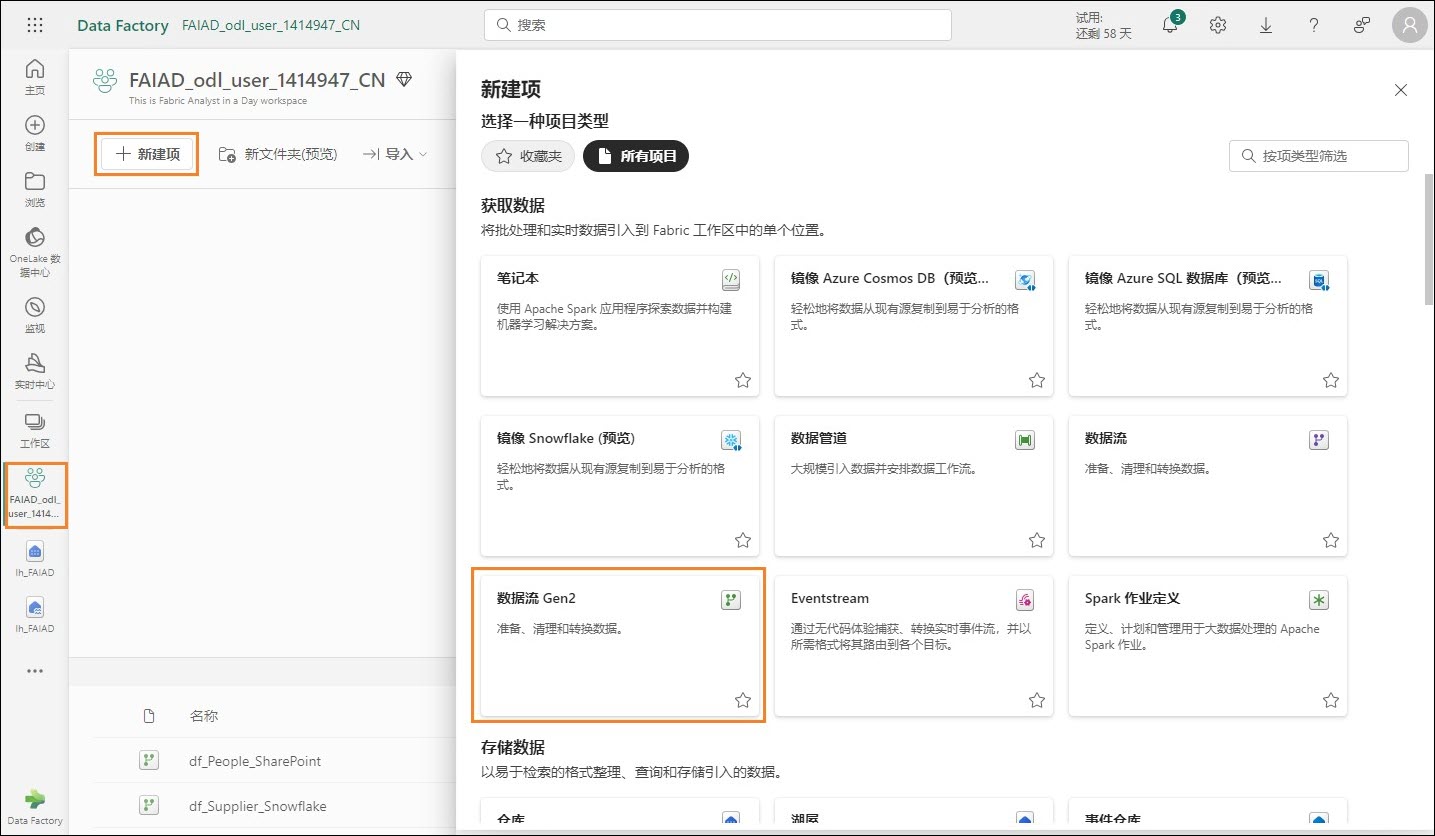 Data Factory FAIAD_odl_user_1414947_CN
搜索
试用:
还剩 58 天
3
主页
创建
浏览
OneLake 数
据中心
监视
实时中心
工作区
FAIAD_odl_
user_1414...
lh_FAIAD
lh_FAIAD
Data Factory
FAIAD_odl_user_1414947_CN
This is Fabric Analyst in a Day workspace
新建项
新文件夹(预览)
导入
名称
df_People_SharePoint
df_Supplier_Snowflake
新建项
选择一种项目类型
收藏夹
所有项目
按项类型筛选
获取数据
将批处理和实时数据引入到 Fabric 工作区中的单个位置。
笔记本
使用 Apache Spark 应用程序探索数据并构建
机器学习解决方案。
镜像 Azure Cosmos DB（预览...
轻松地将数据从现有源复制到易于分析的格
式。
镜像 Azure SQL 数据库（预览...
轻松地将数据从现有源复制到易于分析的格
式。
镜像 Snowflake (预览)
轻松地将数据从现有源复制到易于分析的格
式。
数据管道
大规模引入数据并安排数据工作流。
数据流
准备、清理和转换数据。
数据流 Gen2
准备、清理和转换数据。
Eventstream
通过无代码体验捕获、转换实时事件流，并以
所需格式将其路由到各个目标。
Spark 作业定义
定义、计划和管理用于大数据处理的 Apache
Spark 作业。
存储数据
以易于检索的格式整理、查询和存储引入的数据。
仓库
湖屋
事件仓库